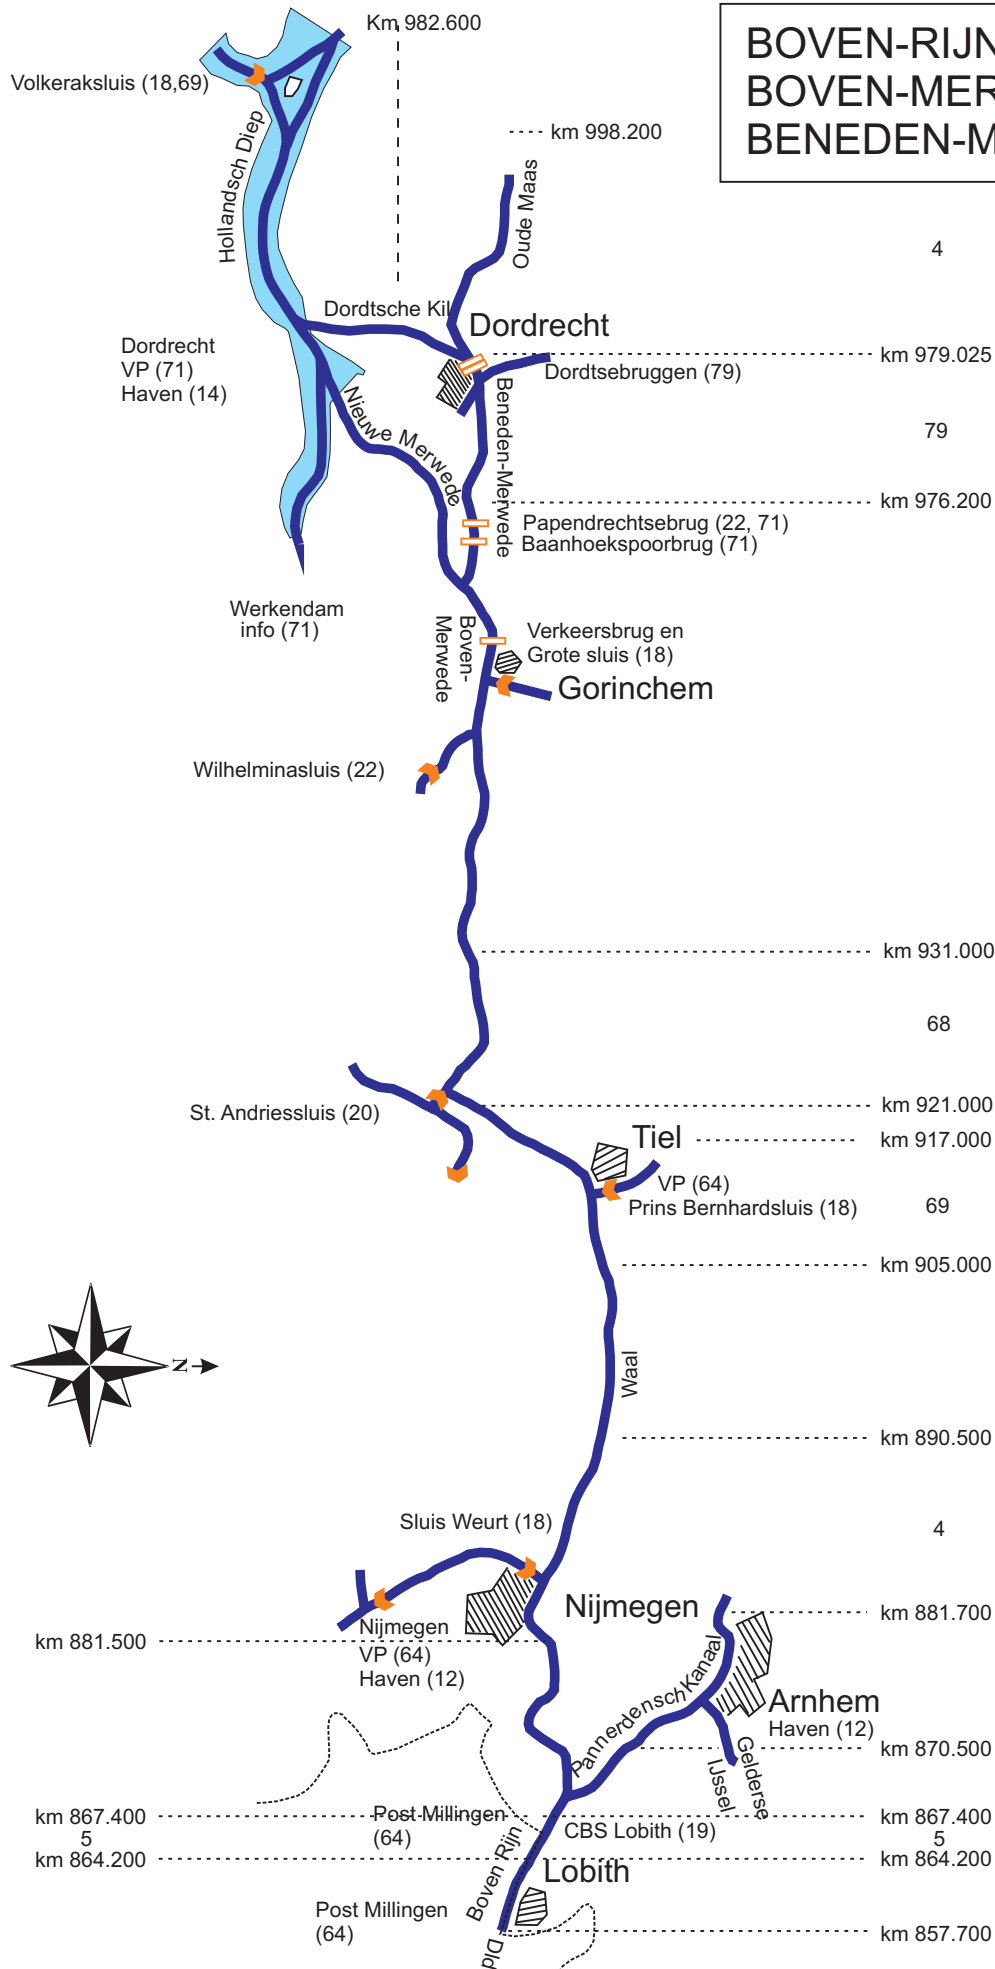 Km 982.600
BOVEN-RIJN
BOVEN-MER
BENEDEN-M
Volkeraksluis (18,69)
Hollandsch Diep
km 998.200
Oude Maas
4
Dordtsche Kil
Dordrecht
Dordrecht
VP (71)
Haven (14)
km 979.025
Dordtsebruggen (79)
Nieuwe Merwede
Beneden-Merwede
79
km 976.200
Papendrechtsebrug (22, 71)
Baanhoekspoorbrug (71)
Werkendam
info (71)
Boven-
Merwede
Verkeersbrug en
Grote sluis (18)
Gorinchem
Wilhelminasluis (22)
km 931.000
68
St. Andriessluis (20)
km 921.000
Tiel
km 917.000
VP (64)
Prins Bernhardsluis (18)
69
km 905.000
N
Waal
km 890.500
Sluis Weurt (18)
4
Nijmegen
km 881.700
km 881.500
Nijmegen
VP (64)
Haven (12)
Pannerdensch Kanaal
Arnhem
Haven (12)
Gelderse
IJssel
km 870.500
km 867.400
Post Millingen
(64)
CBS Lobith (19)
km 867.400
5
5
km 864.200
km 864.200
Boven Rijn
Lobith
Post Millingen
(64)
km 857.700
Dld